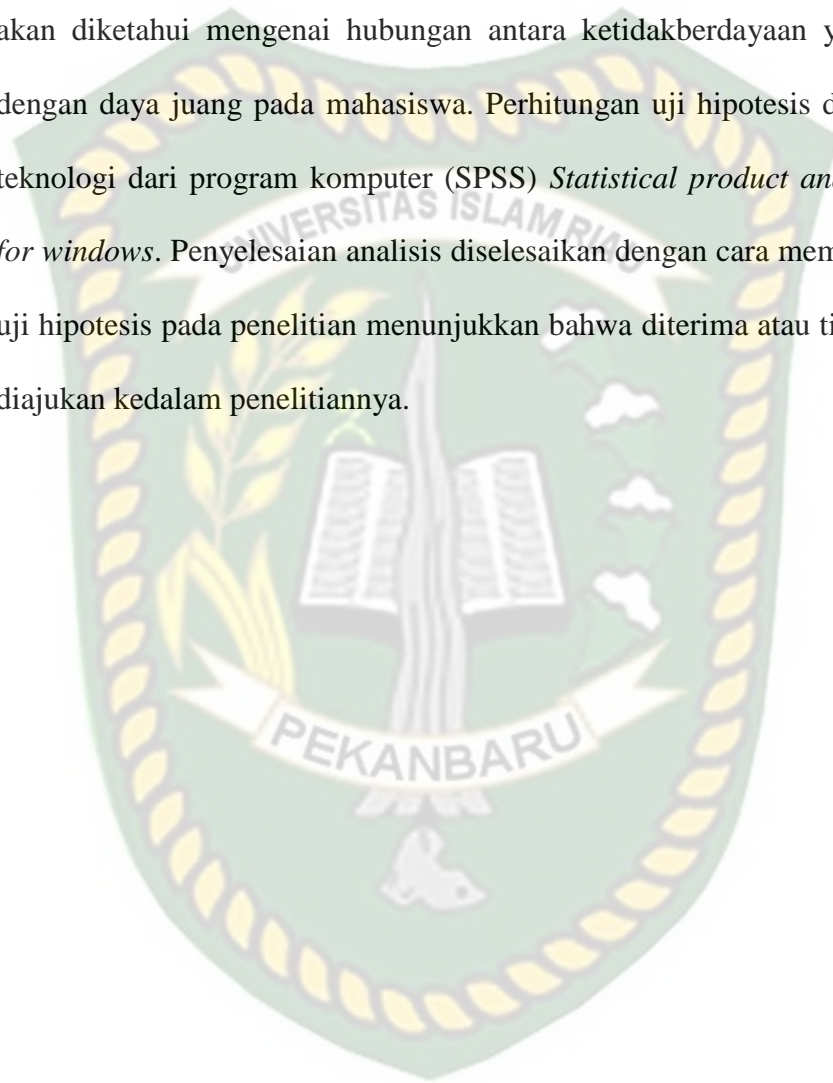 akan diketahui mengenai hubungan antara ketidakberdayaan y
dengan daya juang pada mahasiswa. Perhitungan uji hipotesis d
teknologi dari program komputer (SPSS) Statistical product an
UNIVERSITAS ISLAM RIAU
for windows. Penyelesaian analisis diselesaikan dengan cara mem
uji hipotesis pada penelitian menunjukkan bahwa diterima atau ti
diajukan kedalam penelitiannya.
PEKANBARU